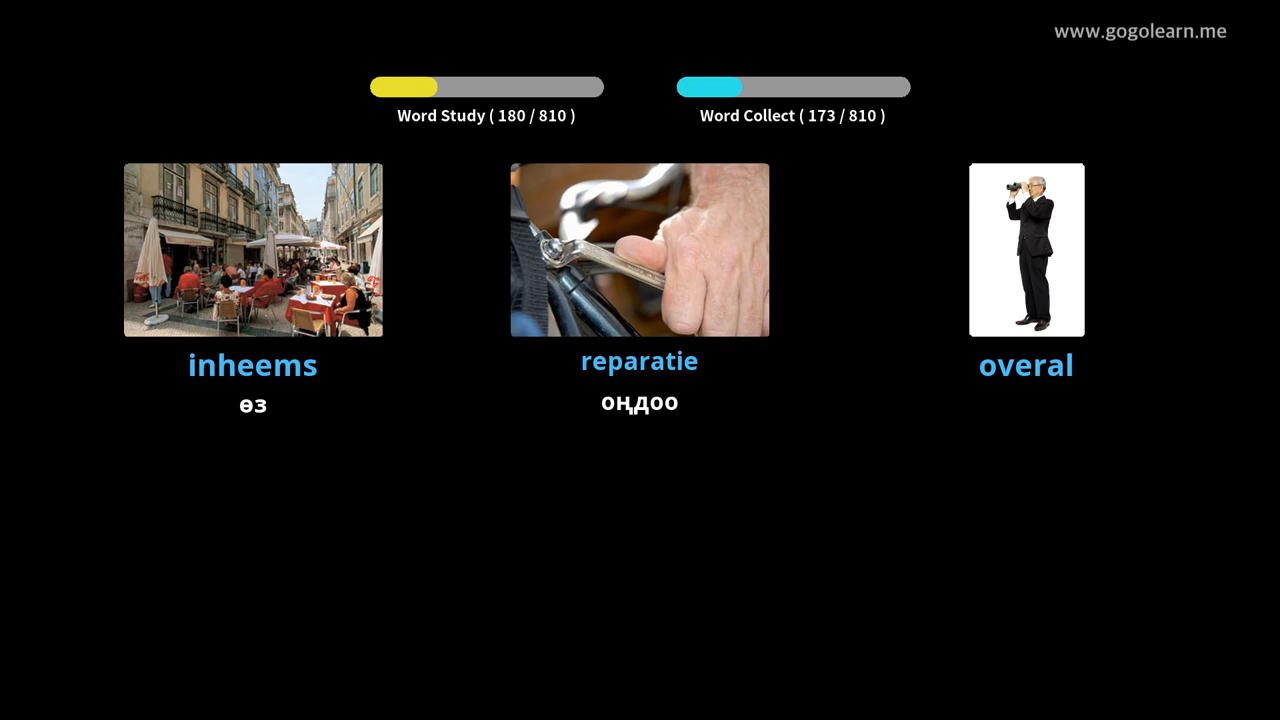 www.gogolearn.me
Word Study ( 180 / 810 )
Word Collect ( 173 / 810 )
inheems
reparatie
overal
өз
оңдоо